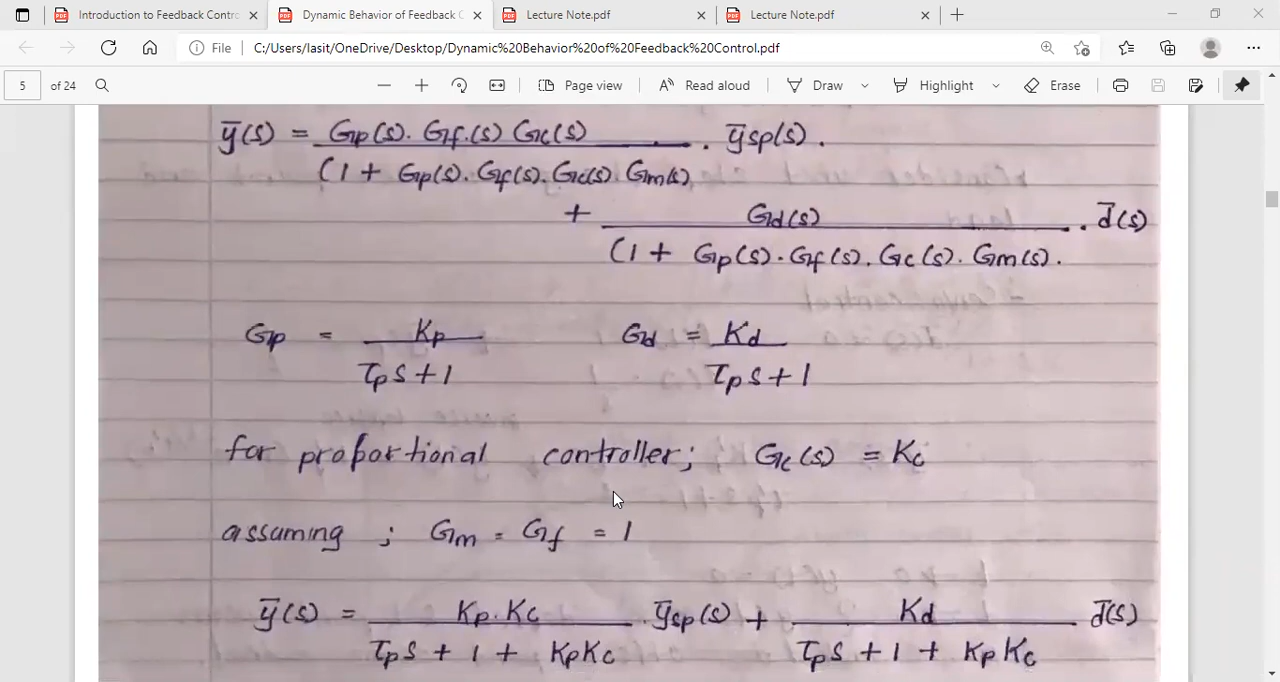 Introduction to Feedback Contro
Dynamic Behavior of Feedback C
Lecture Note.pdf
Lecture Note.pdf
File
C:/Users/lasit/OneDrive/Desktop/Dynamic%20Behavior%20of%20Feedback%20Control.pdf
5 of 24
Page view
Read aloud
Draw
Highlight
Erase
ȳ(s) = Gp(s). Gf.(s) Gc(s) / (1 + Gp(s). Gf(s). Gc(s). Gm(s) . ȳsp(s).
+ Gd(s) / (1 + Gp(s). Gf(s). Gc(s). Gm(s). . d̄(s)
Gp = Kp / τps+1 Gd = Kd / τps+1
for proportional controller; Gc(s) = Kc
assuming ; Gm = Gf = 1
ȳ(s) = Kp.Kc / τps + 1 + KpKc . ȳsp(s) + Kd / τps + 1 + KpKc d̄(s)